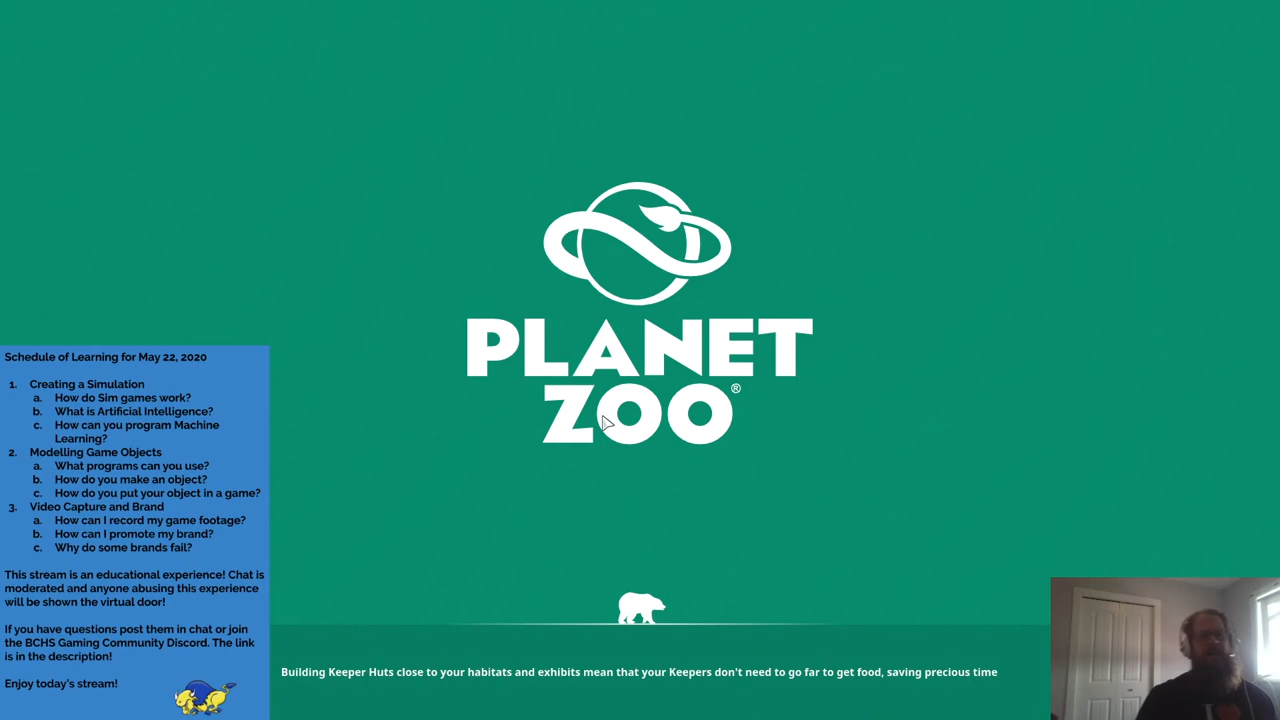 PLANET
ZOO®
Schedule of Learning for May 22, 2020
1. Creating a Simulation
a. How do Sim games work?
b. What is Artificial Intelligence?
c. How can you program Machine
Learning?
2. Modelling Game Objects
a. What programs can you use?
b. How do you make an object?
c. How do you put your object in a game?
3. Video Capture and Brand
a. How can I record my game footage?
b. How can I promote my brand?
c. Why do some brands fail?
This stream is an educational experience! Chat is
moderated and anyone abusing this experience
will be shown the virtual door!
If you have questions post them in chat or join
the BCHS Gaming Community Discord. The link
is in the description!
Enjoy today's stream!
Building Keeper Huts close to your habitats and exhibits mean that your Keepers don't need to go far to get food, saving precious time